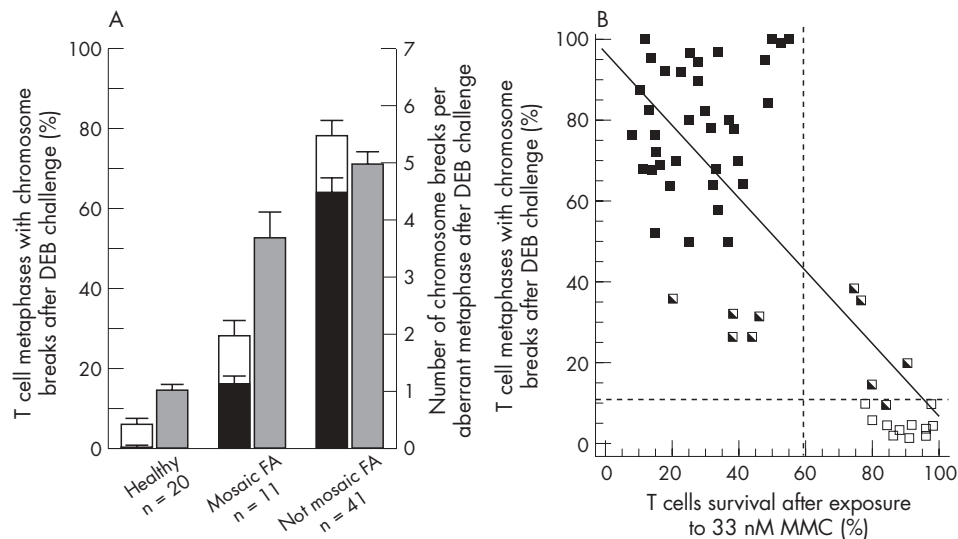 A
T cell metaphases with chromosome
breaks after DEB challenge (%)
100
80
60
40
20
0
7
6
5
4
3
2
1
0
Number of chromosome breaks per
aberrant metaphase after DEB challenge
Healthy
n = 20
Mosaic FA
n = 11
Not mosaic FA
n = 41
B
T cell metaphases with chromosome
breaks after DEB challenge (%)
100
80
60
40
20
0
0
20
40
60
80
100
T cells survival after exposure
to 33 nM MMC (%)